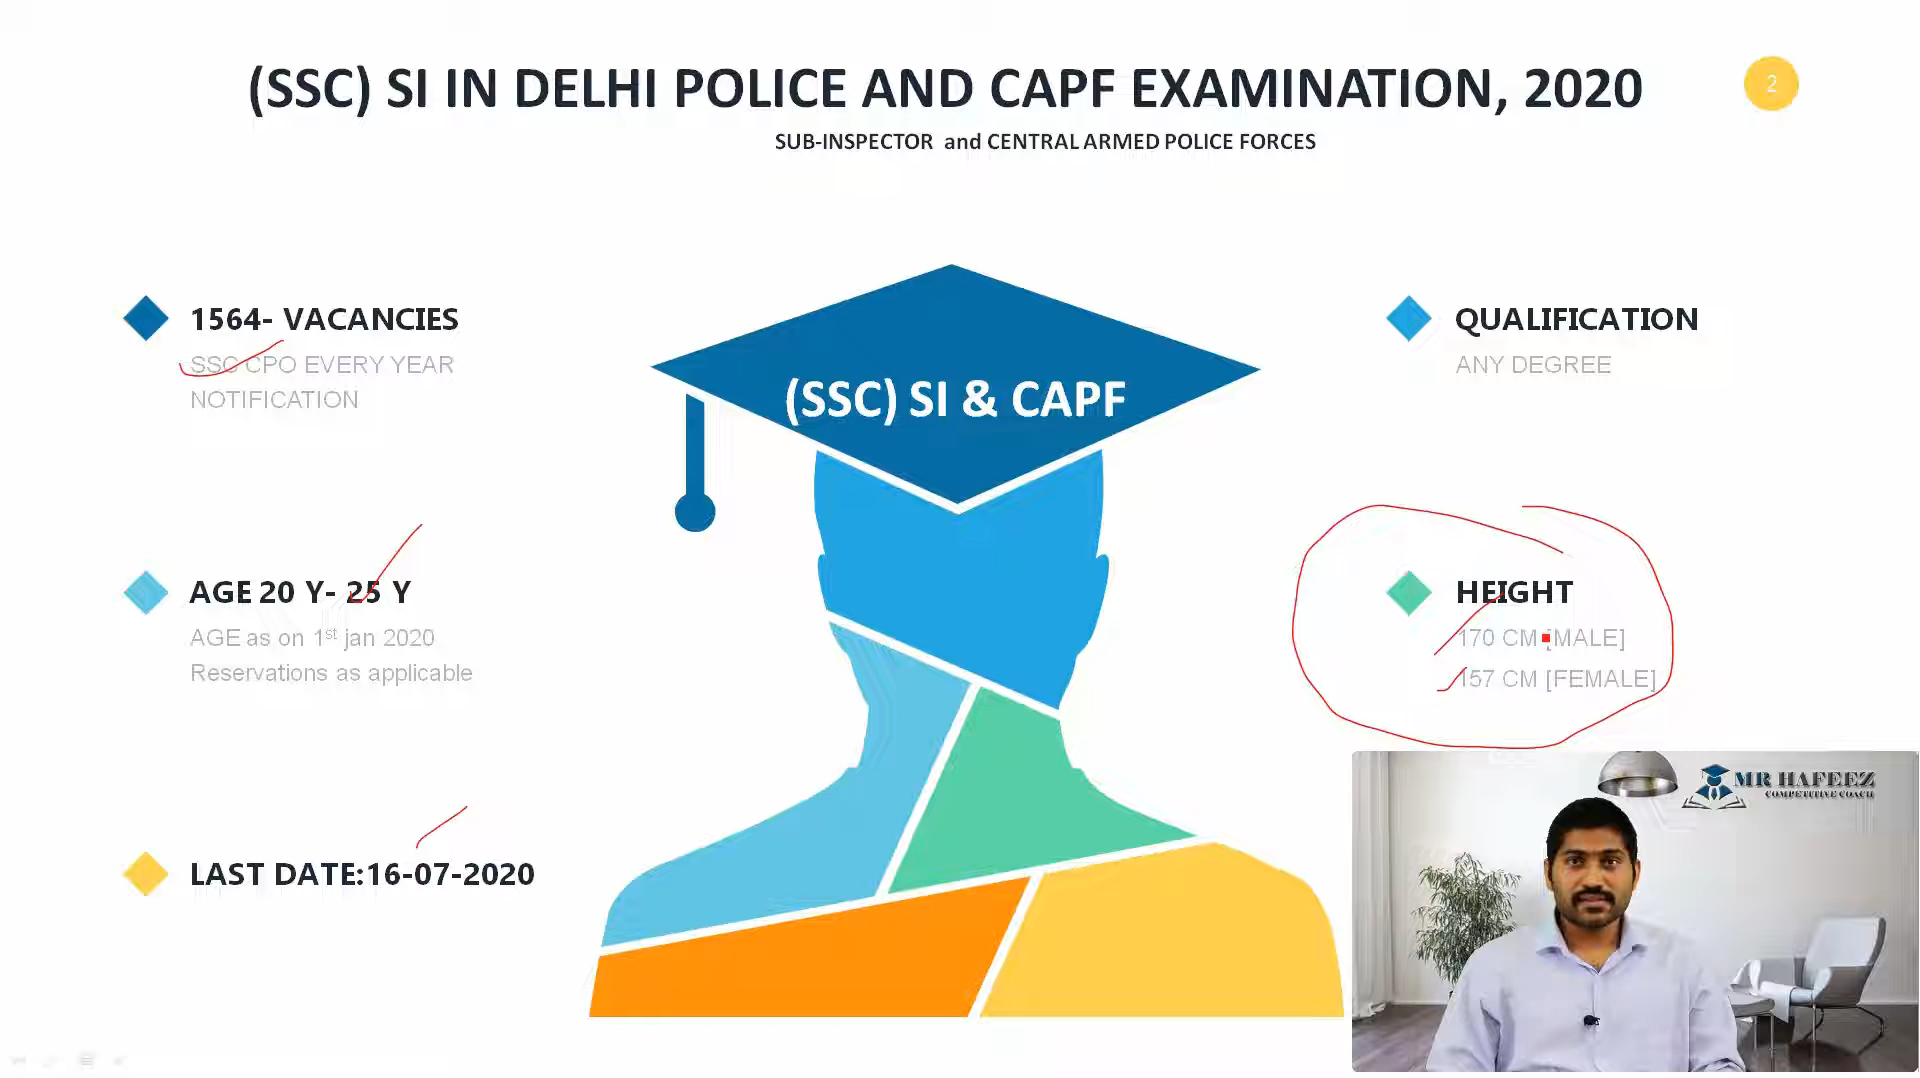 (SSC) SI IN DELHI POLICE AND CAPF EXAMINATION, 2020
2
SUB-INSPECTOR and CENTRAL ARMED POLICE FORCES
1564- VACANCIES
SSC CPO EVERY YEAR
NOTIFICATION
QUALIFICATION
ANY DEGREE
(SSC) SI & CAPF
AGE 20 Y- 25 Y
AGE as on 1st jan 2020
Reservations as applicable
HEIGHT
170 CM [MALE]
157 CM [FEMALE]
LAST DATE:16-07-2020
MR HAFEEZ
COMPETITIVE COACH